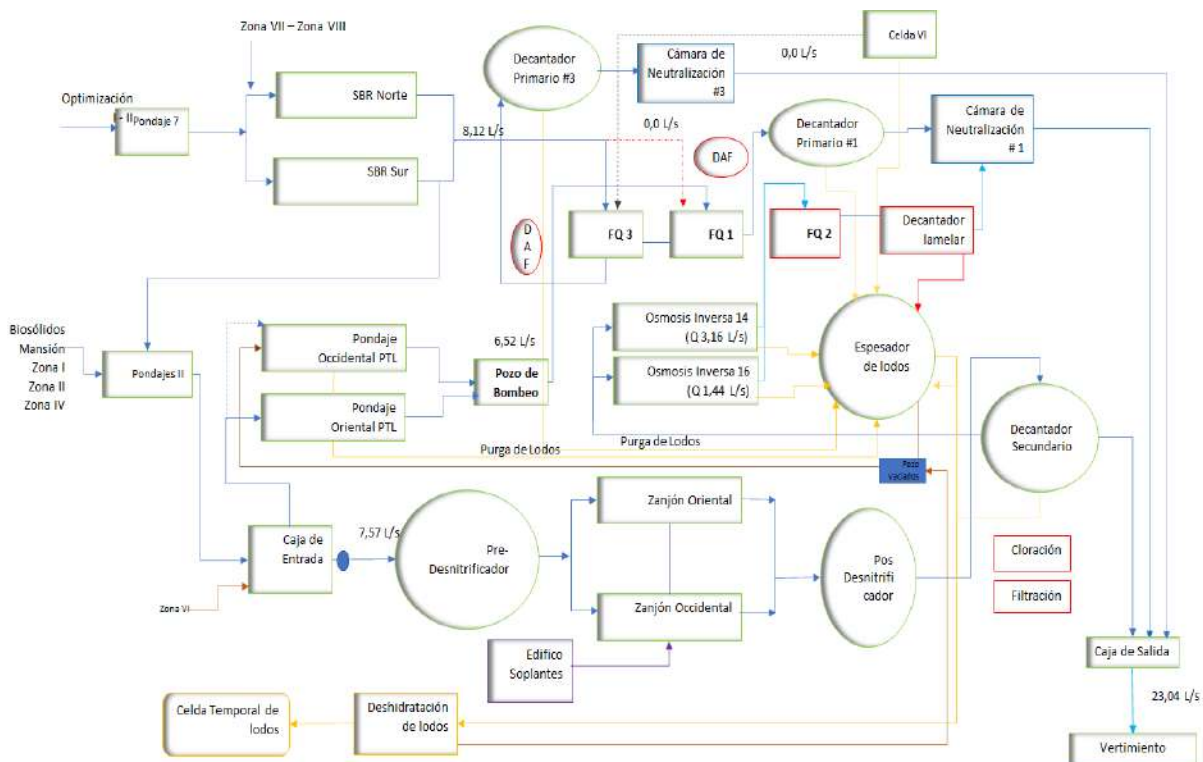 Zona VII – Zona VIII
Celda VI
0,0 L/s
Decantador
Primario #3
Cámara de
Neutralización
#3
Optimización
I - II
Pondaje 7
SBR Norte
SBR Sur
8,12 L/s
0,0 L/s
DAF
Decantador
Primario #1
Cámara de
Neutralización
# 1
D
A
F
FQ 3
FQ 1
FQ 2
Decantador
lamelar
Biosólidos
Mansión
Zona I
Zona II
Zona IV
Pondajes II
Pondaje
Occidental PTL
Pondaje
Oriental PTL
6,52 L/s
Pozo de
Bombeo
Osmosis Inversa 14
(Q 3,16 L/s)
Osmosis Inversa 16
(Q 1,44 L/s)
Espesador
de lodos
Decantador
Secundario
Purga de Lodos
Purga de Lodos
Pozo
vaciados
Caja de
Entrada
7,57 L/s
Zona VI
Pre-
Desnitrificador
Zanjón Oriental
Zanjón Occidental
Pos
Desnitrifi
cador
Cloración
Filtración
Edifico
Soplantes
Caja de Salida
23,04 L/s
Vertimiento
Celda Temporal de
lodos
Deshidratación
de lodos